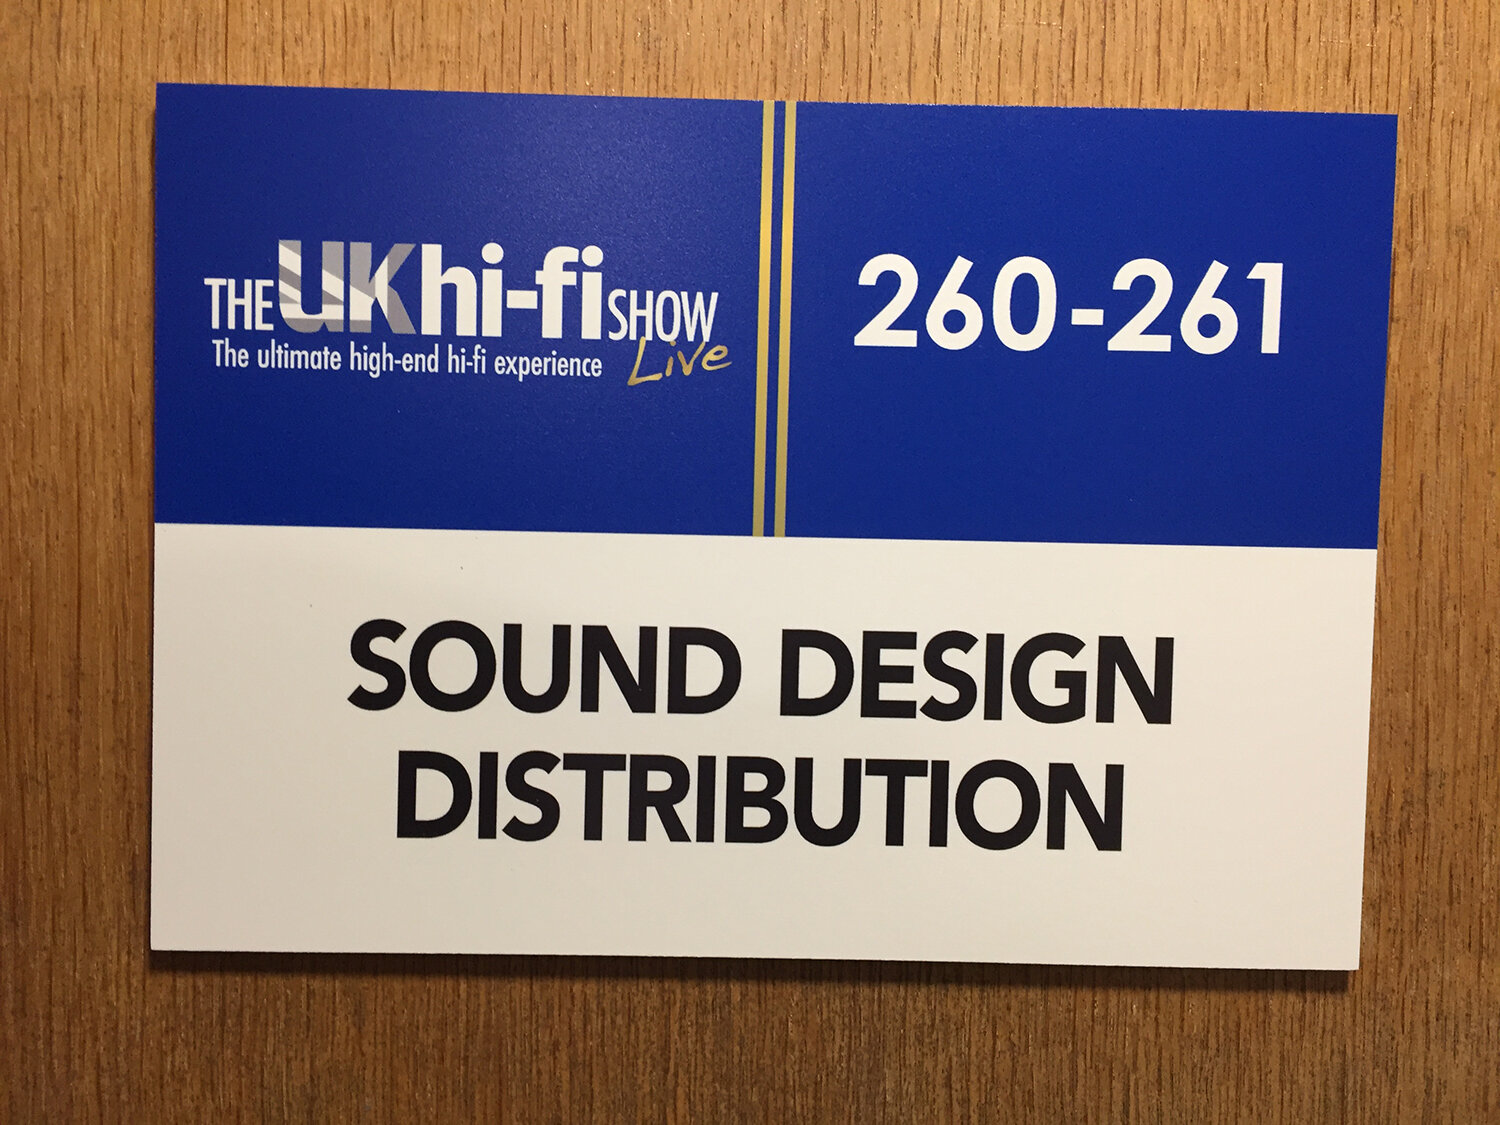 THE UK hi-fi SHOW
The ultimate high-end hi-fi experience Live
260-261
SOUND DESIGN
DISTRIBUTION